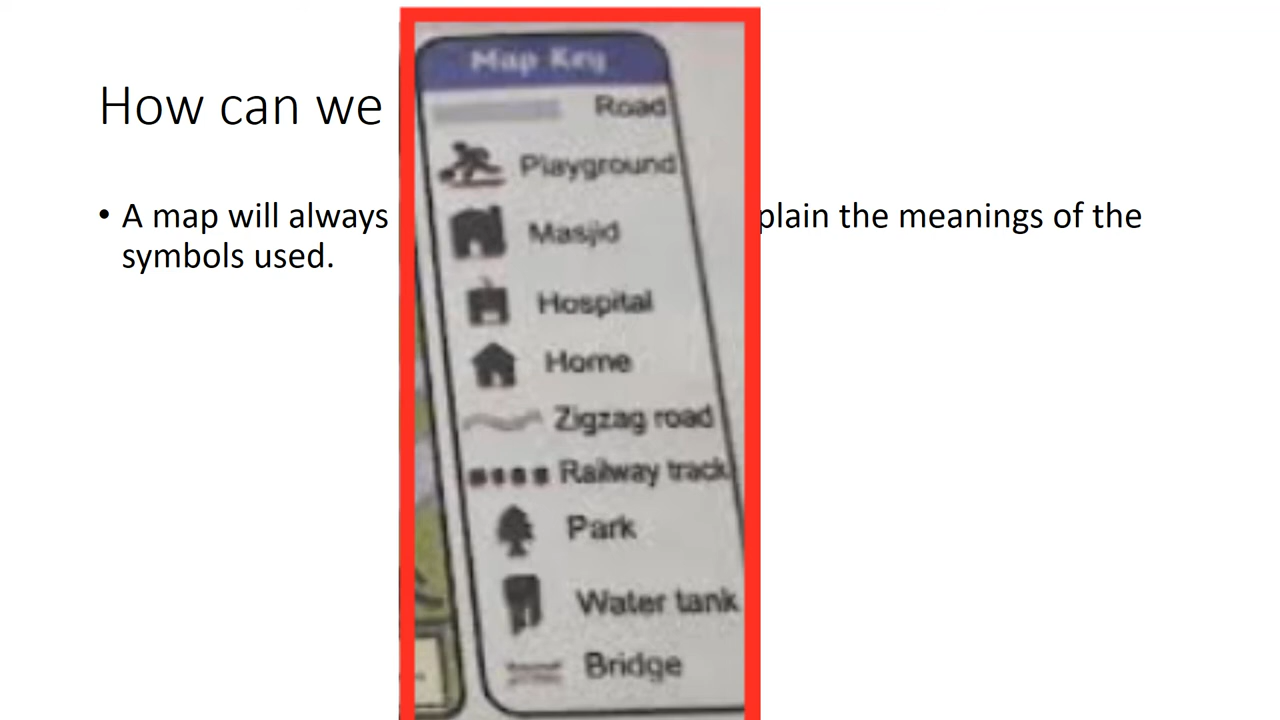 How can we
A map will always plain the meanings of the
symbols used.
Map Key
Road
Playground
Masjid
Hospital
Home
Zigzag road
Railway track
Park
Water tank
Bridge